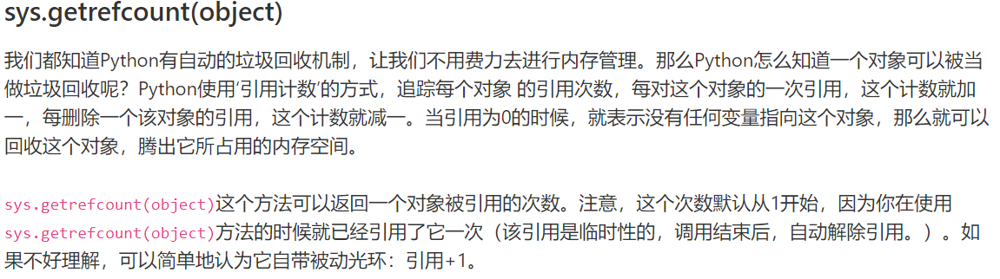 sys.getrefcount(object)
我们都知道Python有自动的垃圾回收机制，让我们不用费力去进行内存管理。那么Python怎么知道一个对象可以被当
做垃圾回收呢？Python使用‘引用计数’的方式，追踪每个对象 的引用次数，每对这个对象的一次引用，这个计数就加
一，每删除一个该对象的引用，这个计数就减一。当引用为0的时候，就表示没有任何变量指向这个对象，那么就可以
回收这个对象，腾出它所占用的内存空间。
sys.getrefcount(object)这个方法可以返回一个对象被引用的次数。注意，这个次数默认从1开始，因为你在使用
sys.getrefcount(object)方法的时候就已经引用了它一次（该引用是临时性的，调用结束后，自动解除引用。）。如
果不好理解，可以简单地认为它自带被动光环：引用+1。